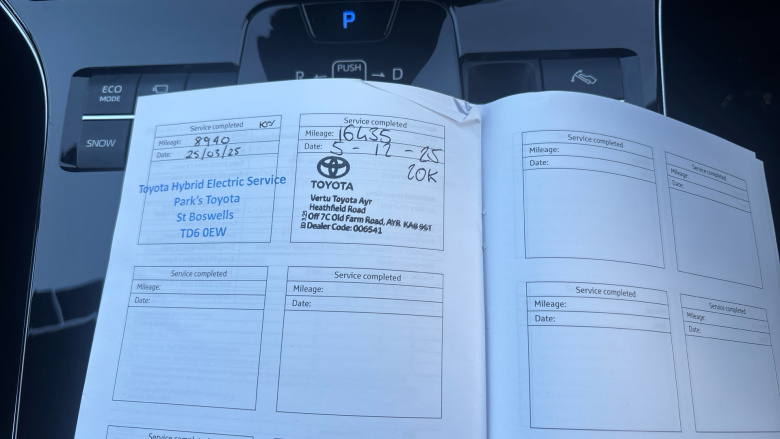 P
PUSH
R ← → D
ECO
MODE
SNOW
Service completed
Mileage: 8940
Date: 25/03/25
Toyota Hybrid Electric Service
Park's Toyota
St Boswells
TD6 0EW
Service completed
Mileage: 16435
Date: 5-12-25
20K
TOYOTA
Vertu Toyota Ayr
Heathfield Road
Off 7C Old Farm Road, AYR KA8 9ST
Dealer Code: 006541
Service completed
Mileage:
Date:
Service completed
Mileage:
Date:
Service completed
Service completed
Mileage:
Date:
Service completed
Mileage:
Date:
Service completed
Mileage:
Date:
Service completed
Mileage:
Date: